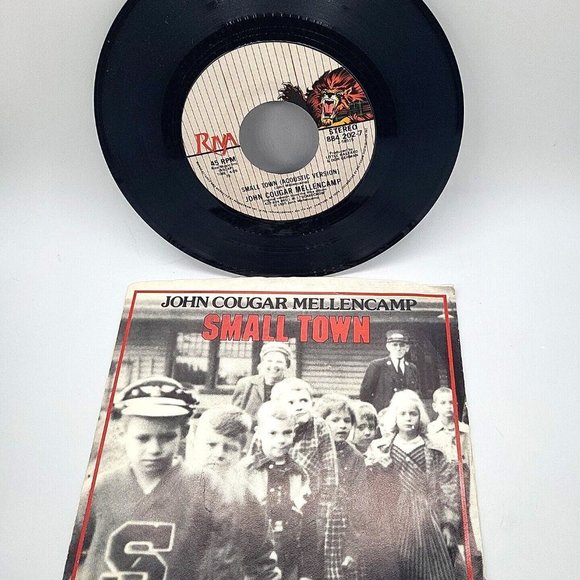 RIVA
STEREO
884 202-7
45 RPM
SMALL TOWN (ACOUSTIC VERSION)
JOHN COUGAR MELLENCAMP
JOHN COUGAR MELLENCAMP
SMALL TOWN
S